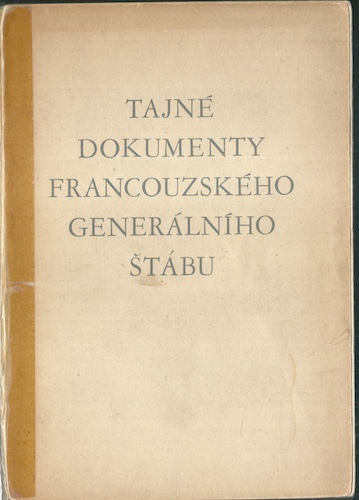 TAJNÉ
DOKUMENTY
FRANCOUZSKÉHO
GENERÁLNÍHO
ŠTÁBU